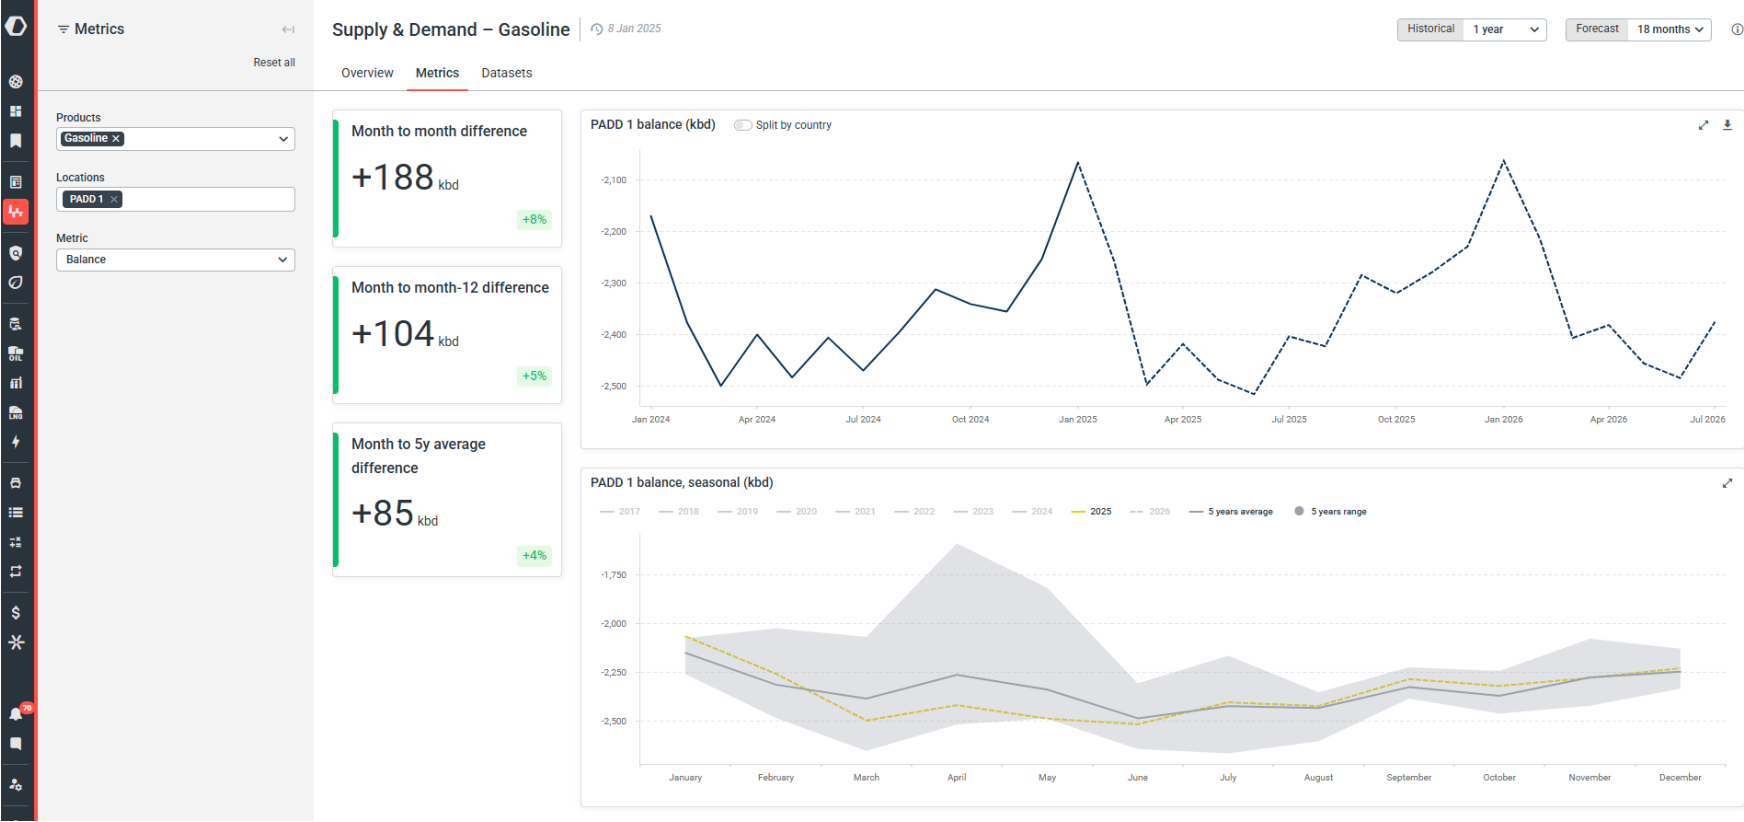 Metrics
Reset all
Products
Gasoline ×
Locations
PADD 1 ×
Metric
Balance
OIL
LNG
70
Supply & Demand – Gasoline
8 Jan 2025
Historical 1 year
Forecast 18 months
Overview Metrics Datasets
Month to month difference
+188 kbd
+8%
Month to month-12 difference
+104 kbd
+5%
Month to 5y average
difference
+85 kbd
+4%
PADD 1 balance (kbd) Split by country
-2,100
-2,200
-2,300
-2,400
-2,500
Jan 2024 Apr 2024 Jul 2024 Oct 2024 Jan 2025 Apr 2025 Jul 2025 Oct 2025 Jan 2026 Apr 2026 Jul 2026
PADD 1 balance, seasonal (kbd)
2017 2018 2019 2020 2021 2022 2023 2024 2025 2026 5 years average 5 years range
-1,750
-2,000
-2,250
-2,500
January February March April May June July August September October November December